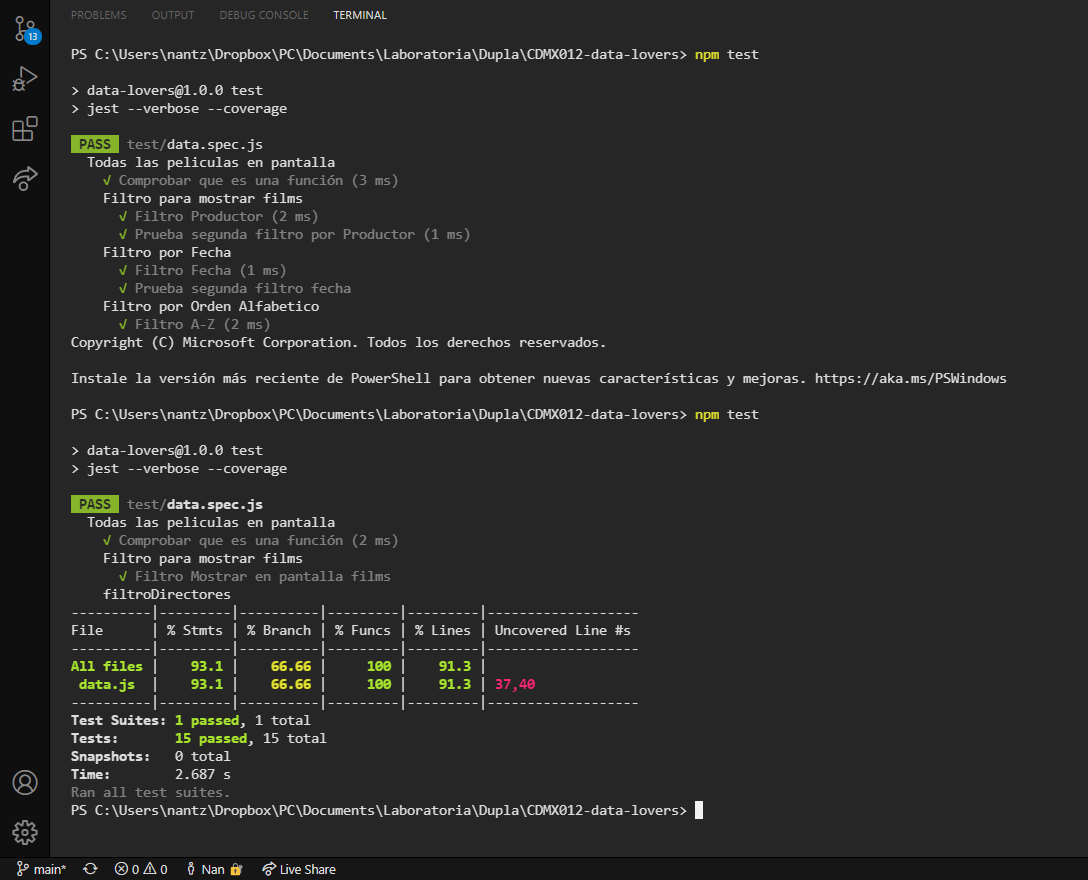 PROBLEMS OUTPUT DEBUG CONSOLE TERMINAL
13
PS C:\Users\nantz\Dropbox\PC\Documents\Laboratoria\Dupla\CDMX012-data-lovers> npm test
> data-lovers@1.0.0 test
> jest --verbose --coverage
PASS test/data.spec.js
Todas las peliculas en pantalla
√ Comprobar que es una función (3 ms)
Filtro para mostrar films
√ Filtro Productor (2 ms)
√ Prueba segunda filtro por Productor (1 ms)
Filtro por Fecha
√ Filtro Fecha (1 ms)
√ Prueba segunda filtro fecha
Filtro por Orden Alfabetico
√ Filtro A-Z (2 ms)
Copyright (C) Microsoft Corporation. Todos los derechos reservados.
Instale la versión más reciente de PowerShell para obtener nuevas características y mejoras. https://aka.ms/PSWindows
PS C:\Users\nantz\Dropbox\PC\Documents\Laboratoria\Dupla\CDMX012-data-lovers> npm test
> data-lovers@1.0.0 test
> jest --verbose --coverage
PASS test/data.spec.js
Todas las peliculas en pantalla
√ Comprobar que es una función (2 ms)
Filtro para mostrar films
√ Filtro Mostrar en pantalla films
filtroDirectores
----------|---------|----------|---------|---------|-------------------
File      | % Stmts | % Branch | % Funcs | % Lines | Uncovered Line #s
----------|---------|----------|---------|---------|-------------------
All files |    93.1 |    66.66 |     100 |    91.3 |
 data.js  |    93.1 |    66.66 |     100 |    91.3 | 37,40
----------|---------|----------|---------|---------|-------------------
Test Suites: 1 passed, 1 total
Tests:       15 passed, 15 total
Snapshots:   0 total
Time:        2.687 s
Ran all test suites.
PS C:\Users\nantz\Dropbox\PC\Documents\Laboratoria\Dupla\CDMX012-data-lovers>
main* 0 0 Nan Live Share